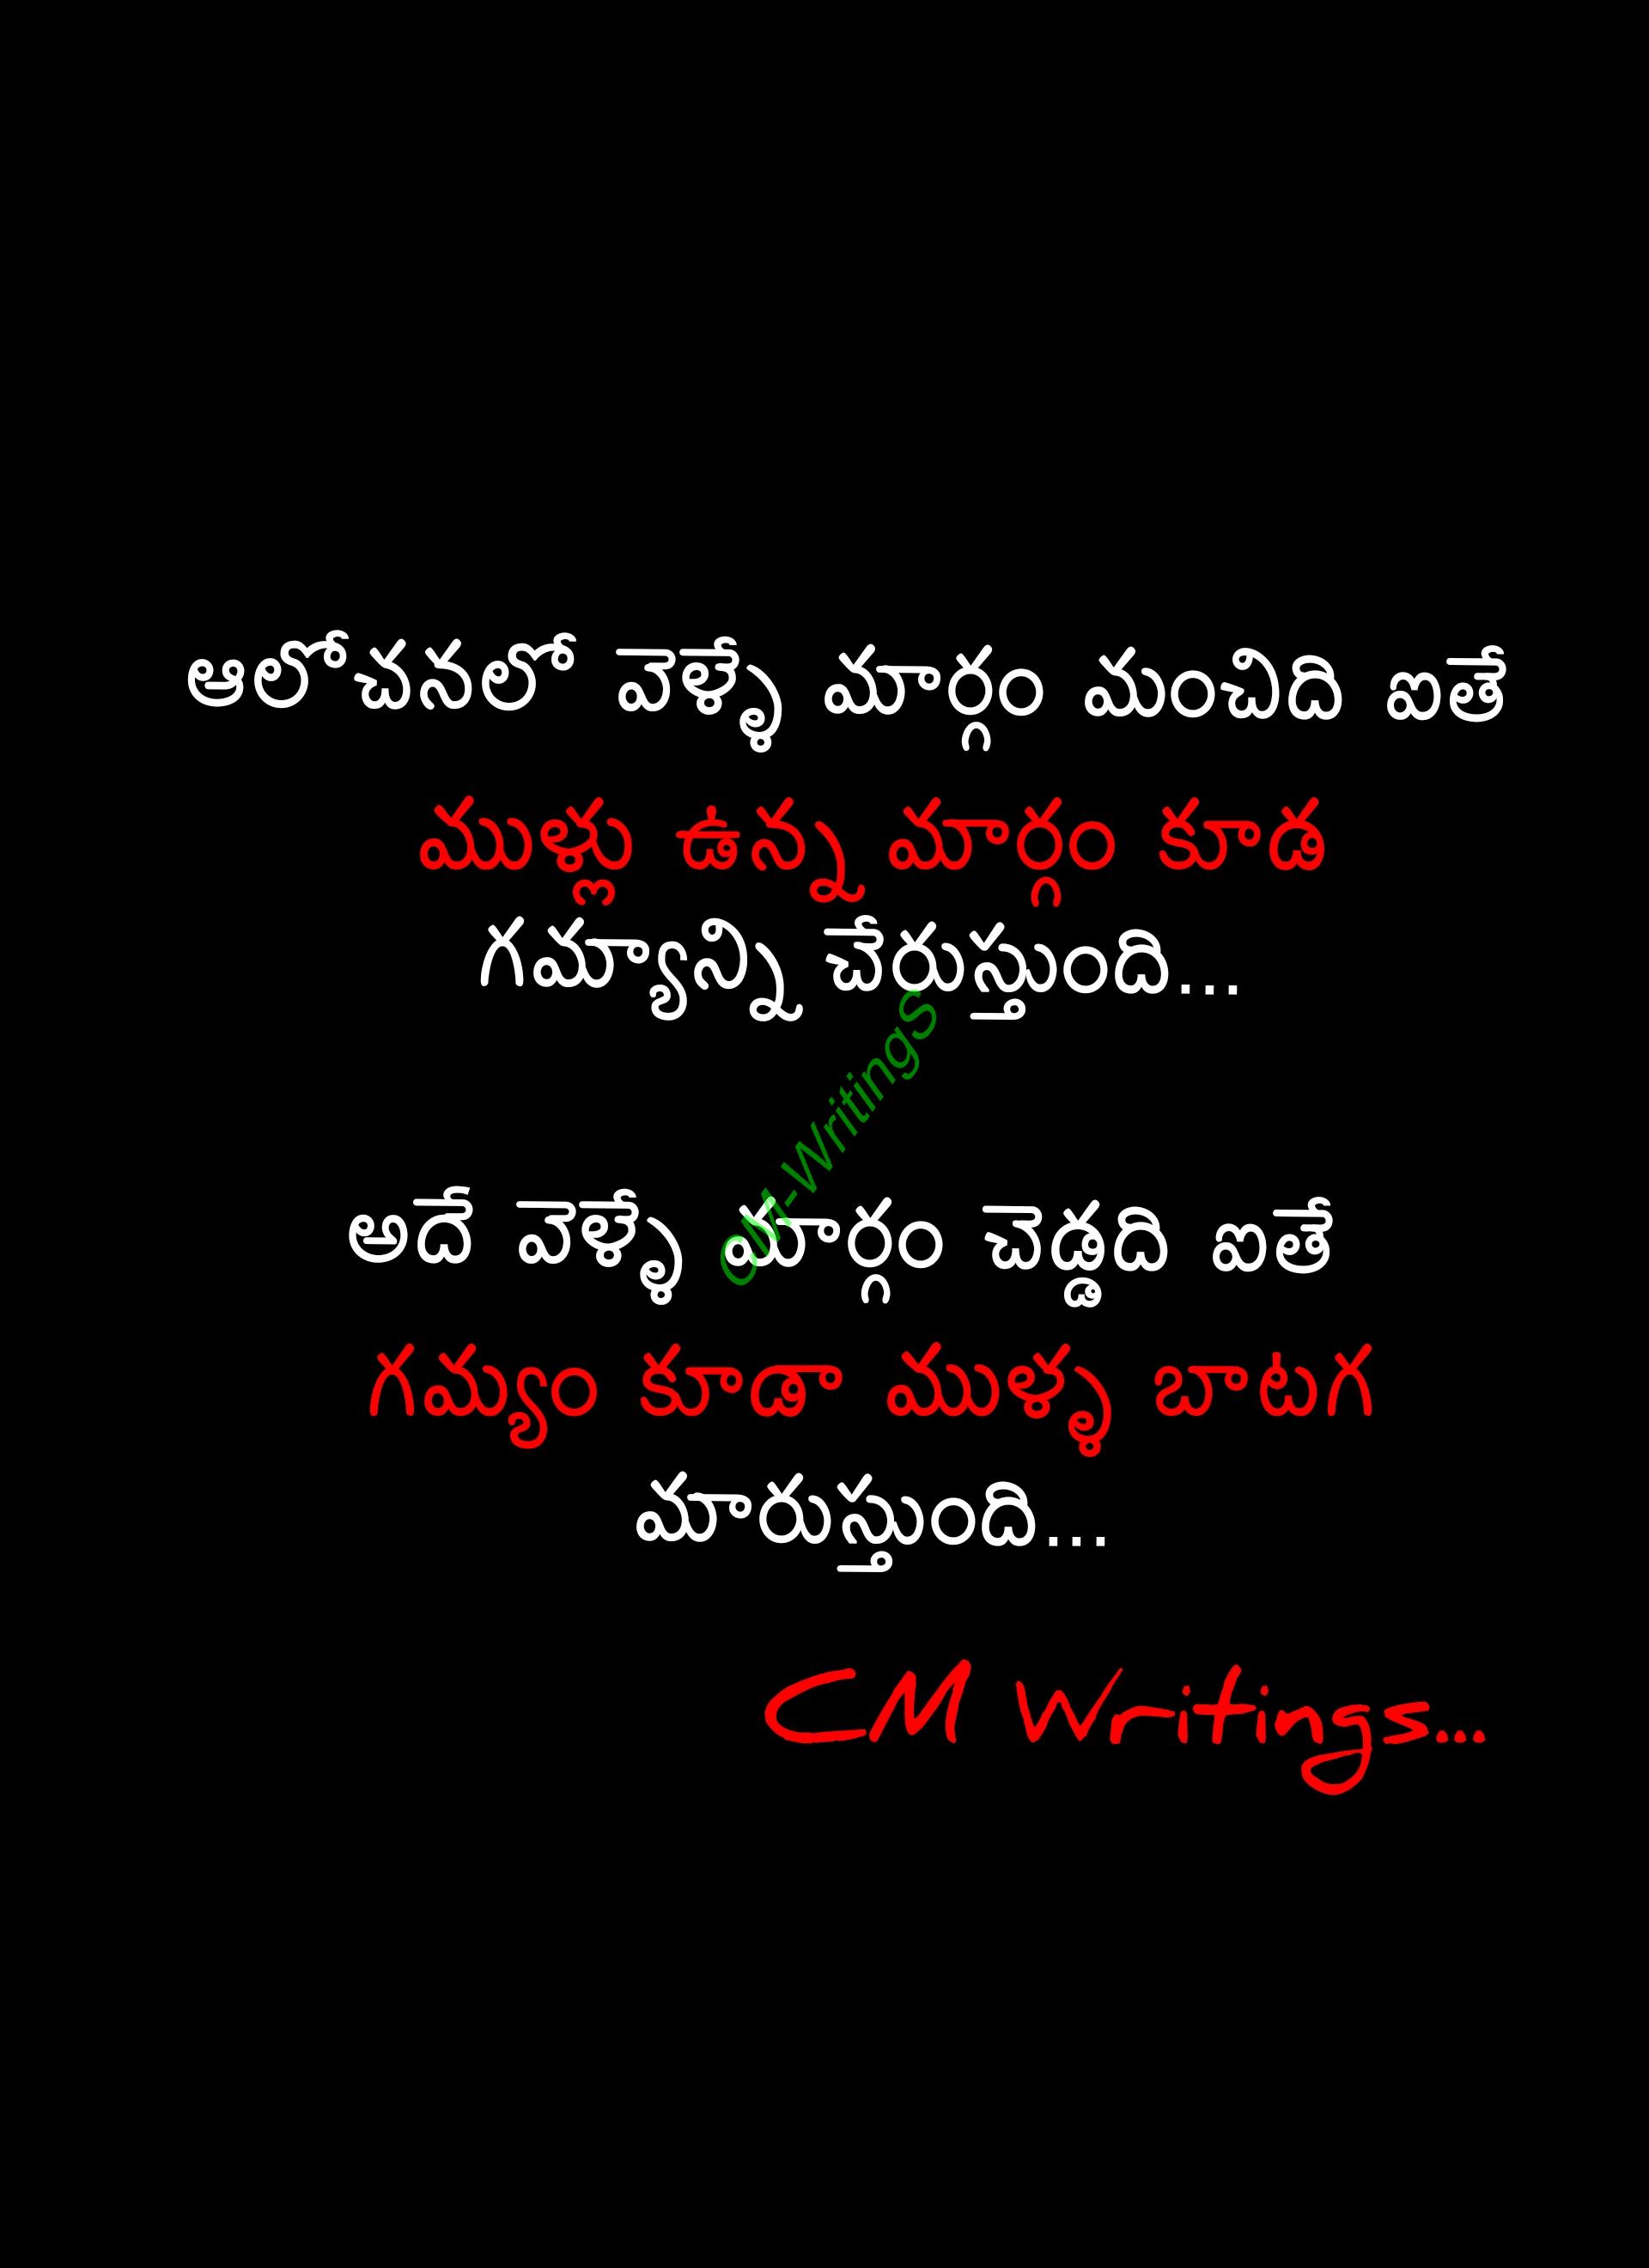 ఆలోచనలో వెళ్ళే మార్గం మంచిది ఐతే
ముళ్లు ఉన్న మార్గం కూడ
గమ్యాన్ని చేరుస్తుంది...
CM-Writings
అదే వెళ్ళే మార్గం చెడ్డది ఐతే
గమ్యం కూడా ముళ్ళ బాటగ
మారుస్తుంది...
CM Writings...